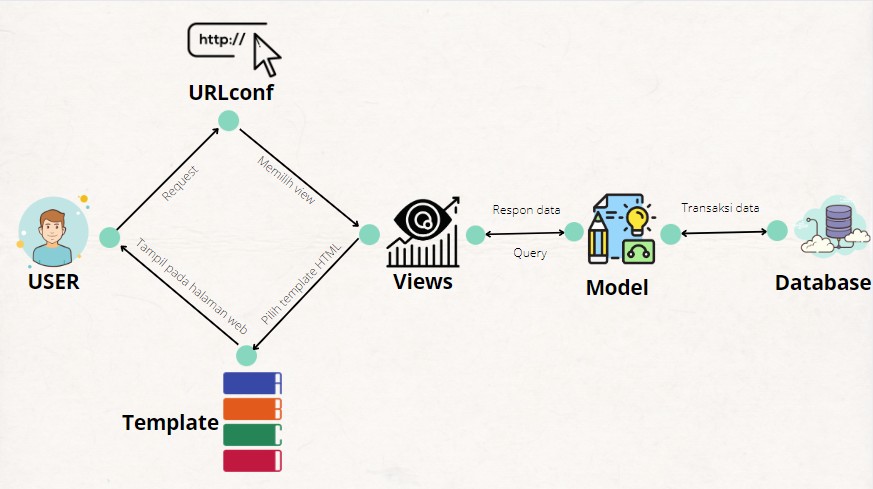 http://
URLconf
Request
Memilih view
USER
Tampil pada halaman web
Pilih template HTML
Views
Respon data
Query
Model
Transaksi data
Database
Template